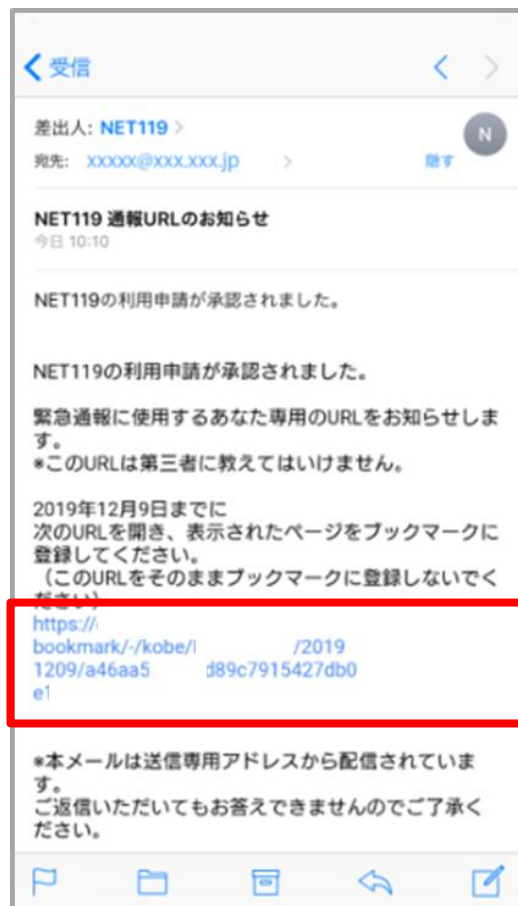 受信
差出人: NET119
N
宛先: xxxxx@xxx.xxx.jp
隠す
NET119 通報URLのお知らせ
今日 10:10
NET119の利用申請が承認されました。
NET119の利用申請が承認されました。
緊急通報に使用するあなた専用のURLをお知らせしま
す。
*このURLは第三者に教えてはいけません。
2019年12月9日までに
次のURLを開き、表示されたページをブックマークに
登録してください。
(このURLをそのままブックマークに登録しないでく
ださい)
https://
bookmark/-/kobe/ /2019
1209/a46aa5 d89c7915427db0
e1
*本メールは送信専用アドレスから配信されていま
す。
ご返信いただいてもお答えできませんのでご了承く
ださい。